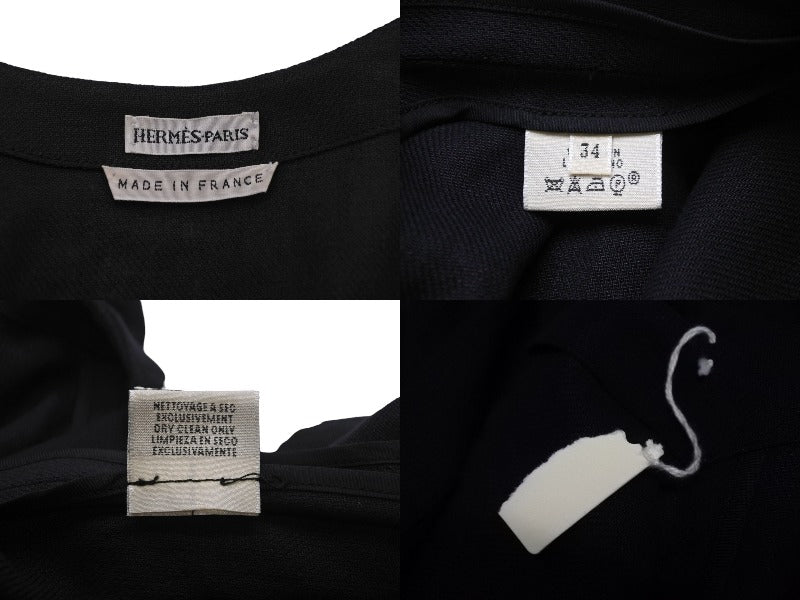 HERMÈS-PARIS
MADE IN FRANCE
34
NETTOYAGE A SEC
EXCLUSIVEMENT
DRY CLEAN ONLY
LIMPIEZA EN SECO
EXCLUSIVAMENTE